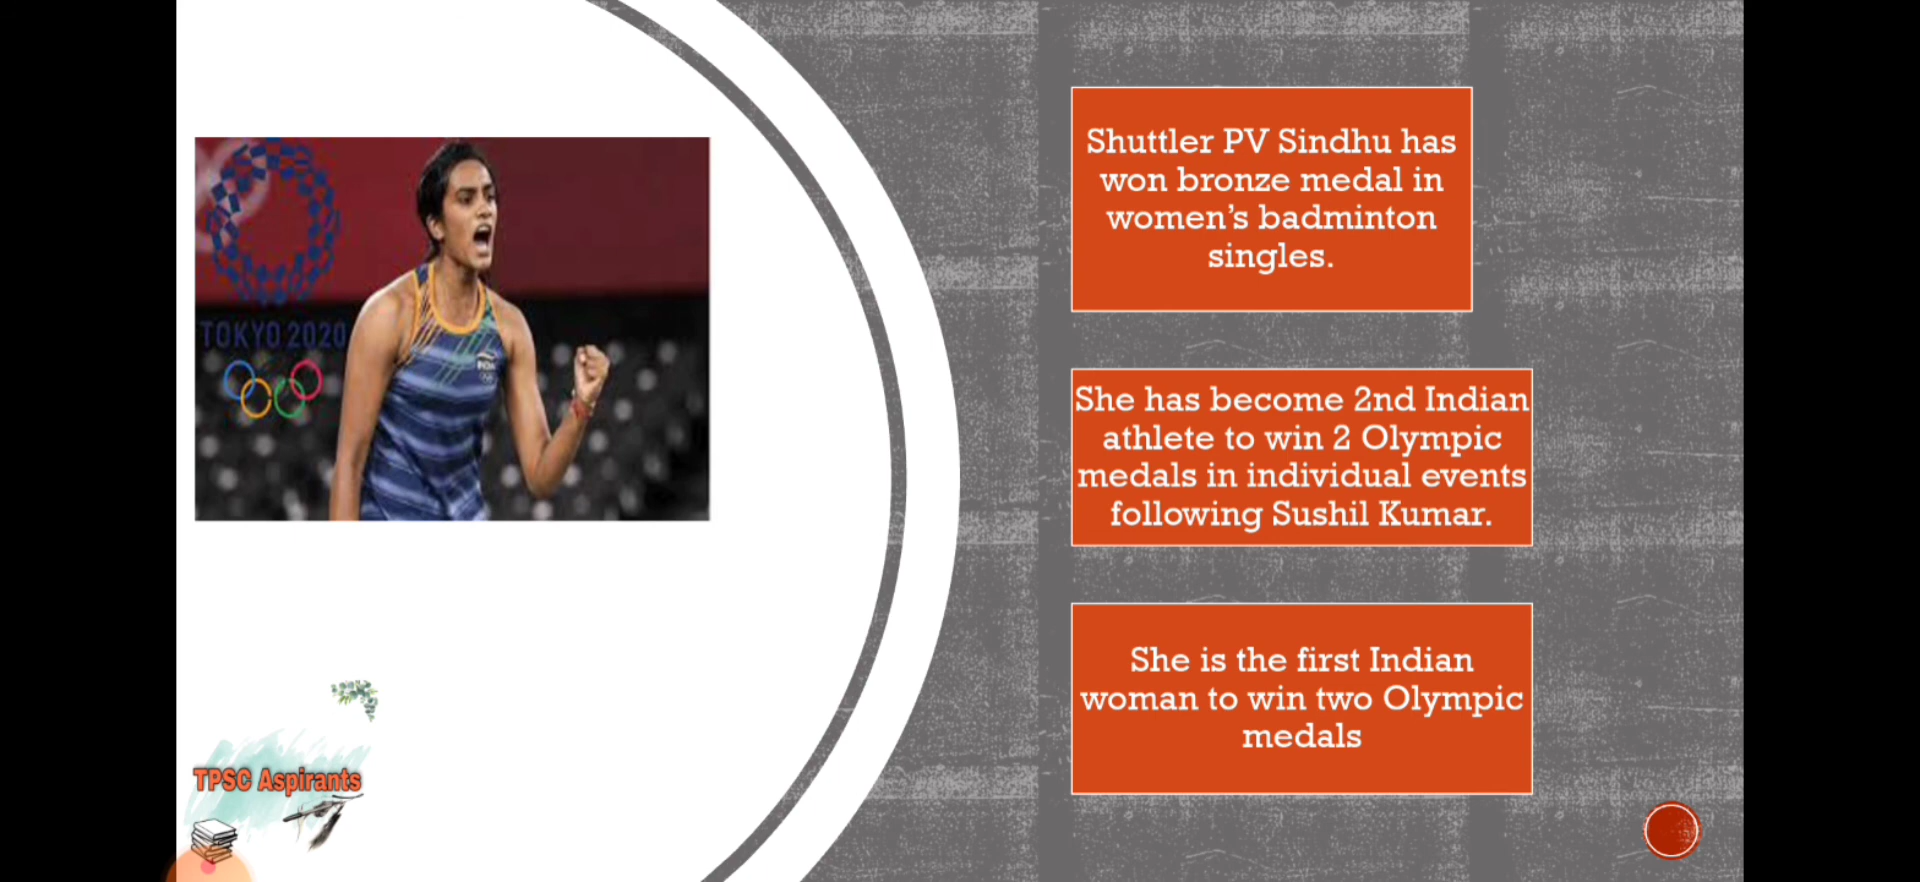 TOKYO 2020
TPSC Aspirants
Shuttler PV Sindhu has
won bronze medal in
women's badminton
singles.
She has become 2nd Indian
athlete to win 2 Olympic
medals in individual events
following Sushil Kumar.
She is the first Indian
woman to win two Olympic
medals